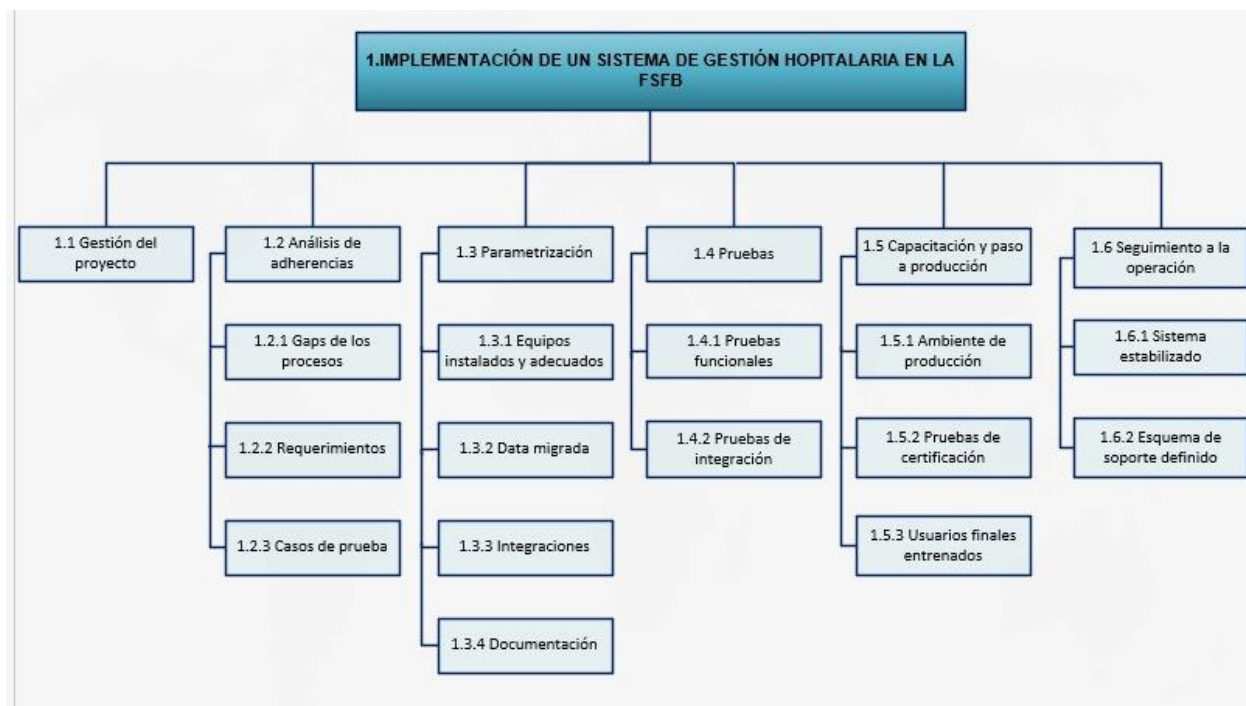 1.IMPLEMENTACIÓN DE UN SISTEMA DE GESTIÓN HOPITALARIA EN LA
FSFB
1.1 Gestión del
proyecto
1.2 Análisis de
adherencias
1.2.1 Gaps de los
procesos
1.2.2 Requerimientos
1.2.3 Casos de prueba
1.3 Parametrización
1.3.1 Equipos
instalados y adecuados
1.3.2 Data migrada
1.3.3 Integraciones
1.3.4 Documentación
1.4 Pruebas
1.4.1 Pruebas
funcionales
1.4.2 Pruebas de
integración
1.5 Capacitación y paso
a producción
1.5.1 Ambiente de
producción
1.5.2 Pruebas de
certificación
1.5.3 Usuarios finales
entrenados
1.6 Seguimiento a la
operación
1.6.1 Sistema
estabilizado
1.6.2 Esquema de
soporte definido